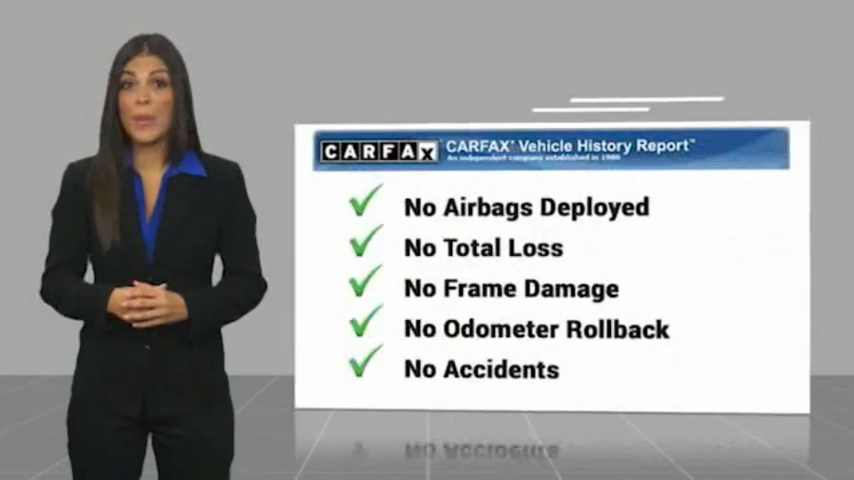 CARFAX CARFAX Vehicle History Report™
An independent company established in 1986
No Airbags Deployed
No Total Loss
No Frame Damage
No Odometer Rollback
No Accidents